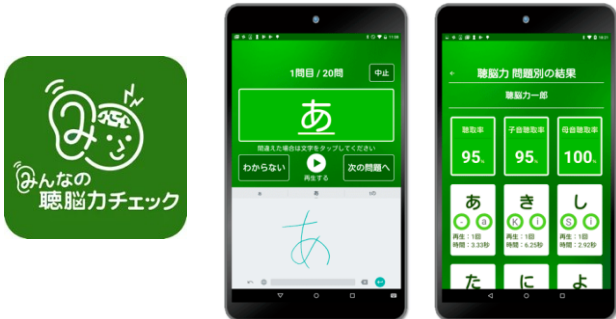 みんなの
聴脳力チェック
1問目 / 20問
中止
あ
間違えた場合は文字をタップしてください
わからない
再生する
次の問題へ
あ
聴脳力 問題別の結果
聴脳力一郎
聴取率
子音聴取率
母音聴取率
95%
95%
100%
あ
き
し
- a
K i
S i
再生：1回
再生：1回
再生：1回
時間：3.33秒
時間：6.25秒
時間：2.92秒
た
に
よ